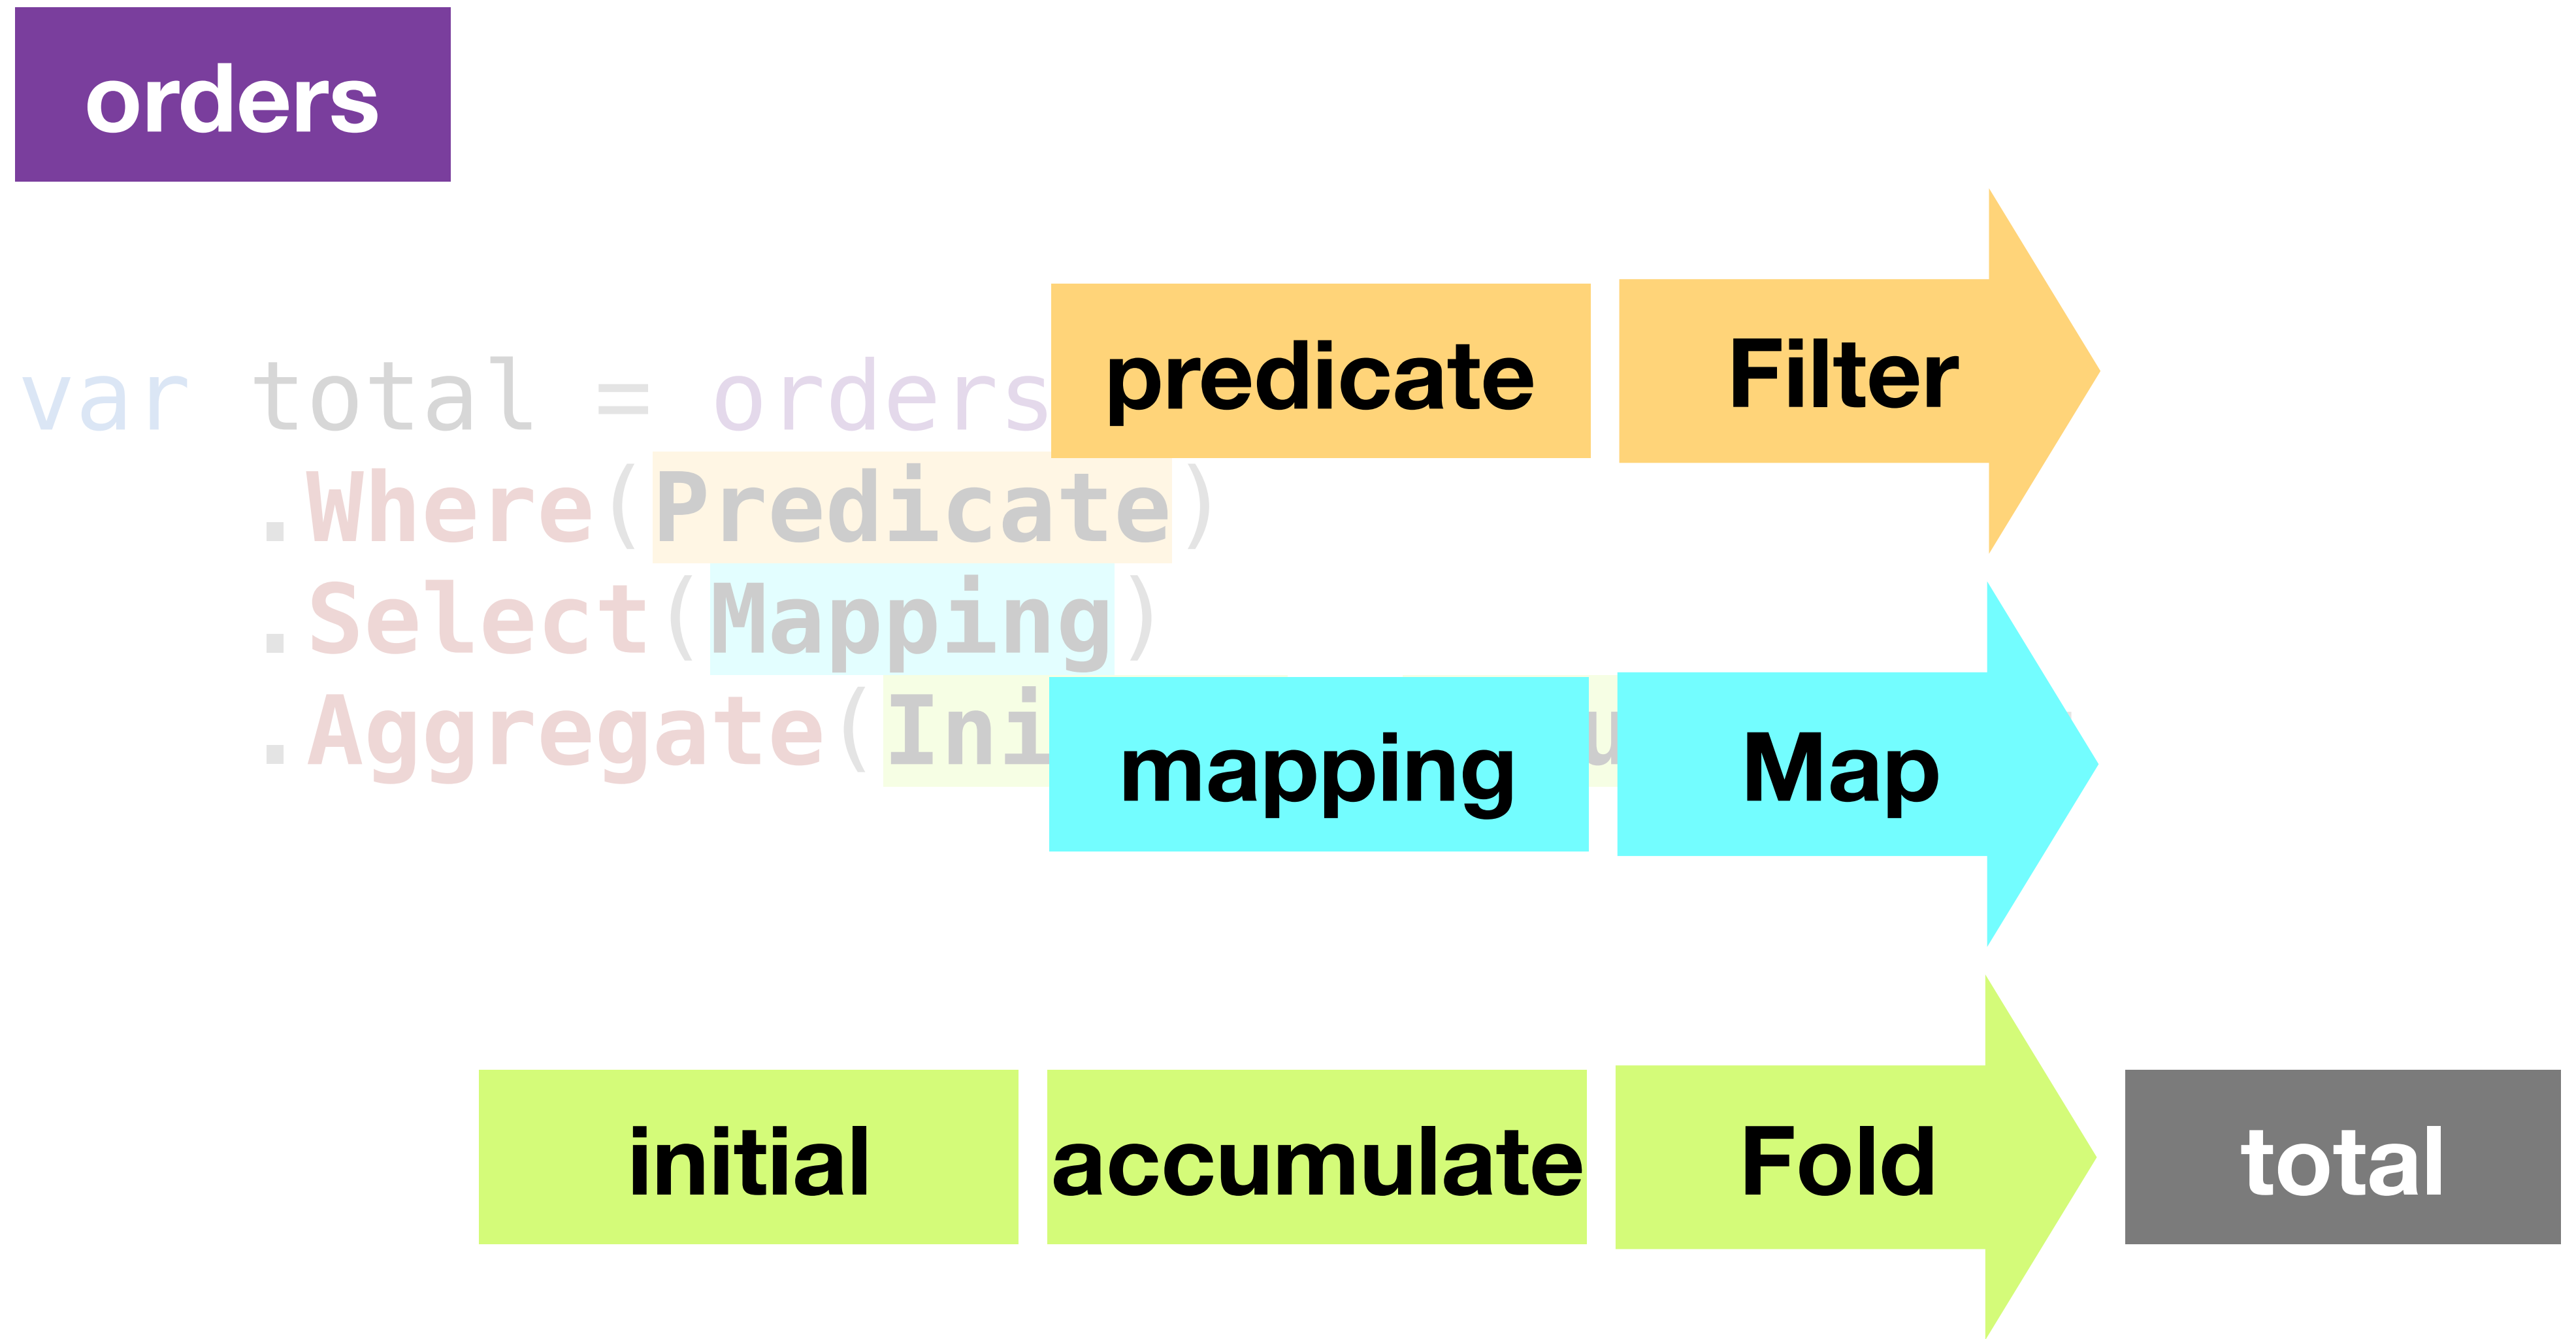 orders
predicate Filter
var total = orders
.Where(Predicate)
.Select(Mapping)
.Aggregate(Ini
mapping Map
initial accumulate Fold total